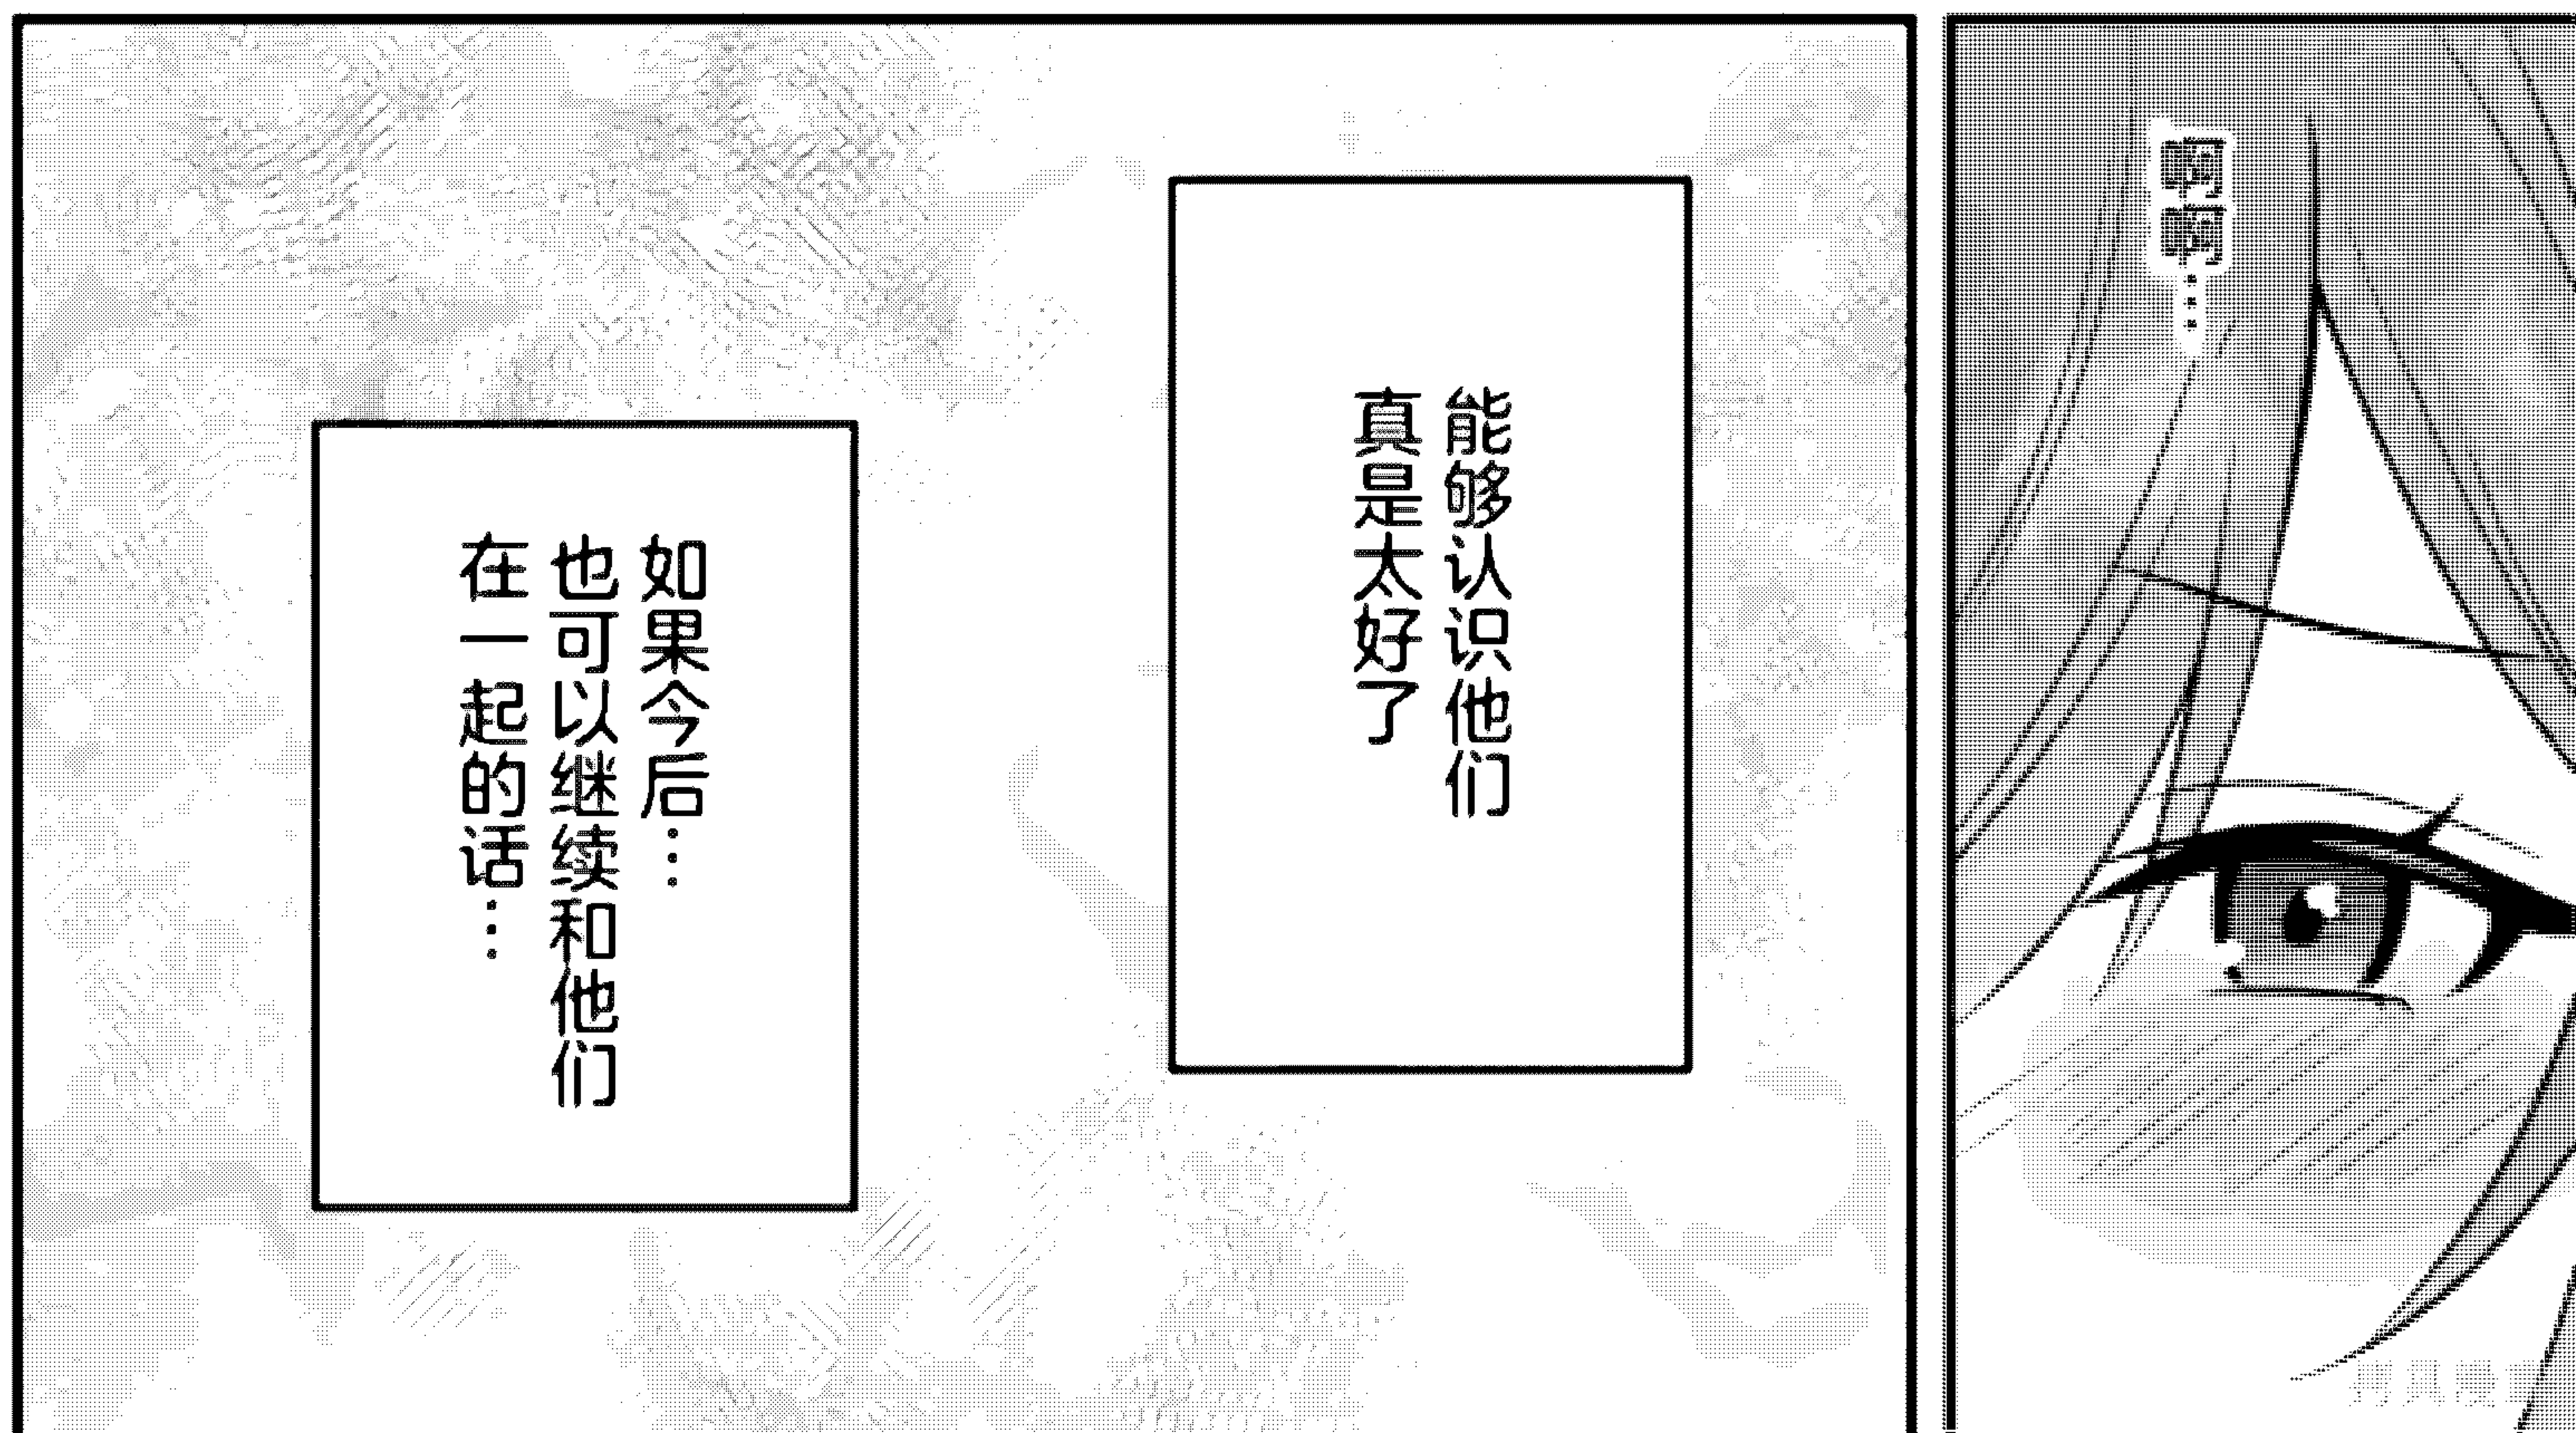 啊啊……
能够认识他们
真是太好了
如果今后…
也可以继续和他们
在一起的话…